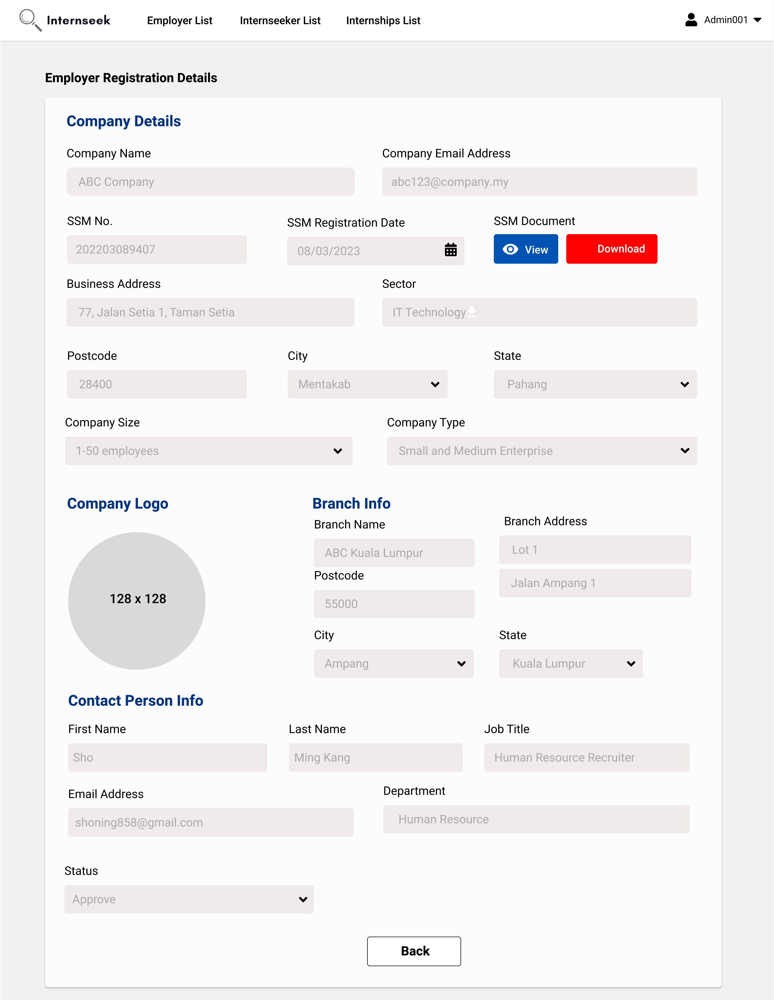 Internseek Employer List Internseeker List Internships List Admin001
Employer Registration Details
Company Details
Company Name Company Email Address
ABC Company abc123@company.my
SSM No. SSM Registration Date SSM Document
202203089407 08/03/2023 View Download
Business Address Sector
77, Jalan Setia 1, Taman Setia IT Technology
Postcode City State
28400 Mentakab Pahang
Company Size Company Type
1-50 employees Small and Medium Enterprise
Company Logo
128 x 128
Branch Info
Branch Name Branch Address
ABC Kuala Lumpur Lot 1
Postcode Jalan Ampang 1
55000
City State
Ampang Kuala Lumpur
Contact Person Info
First Name Last Name Job Title
Sho Ming Kang Human Resource Recruiter
Email Address Department
shoning858@gmail.com Human Resource
Status
Approve
Back